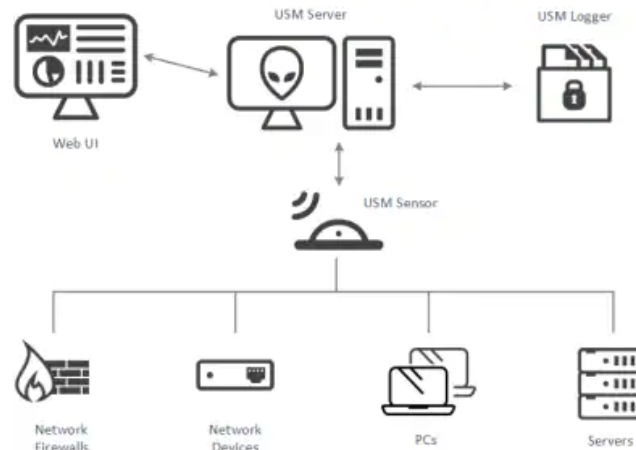 USM Server
USM Logger
Web UI
USM Sensor
Network
Firewalls
Network
Devices
PCs
Servers